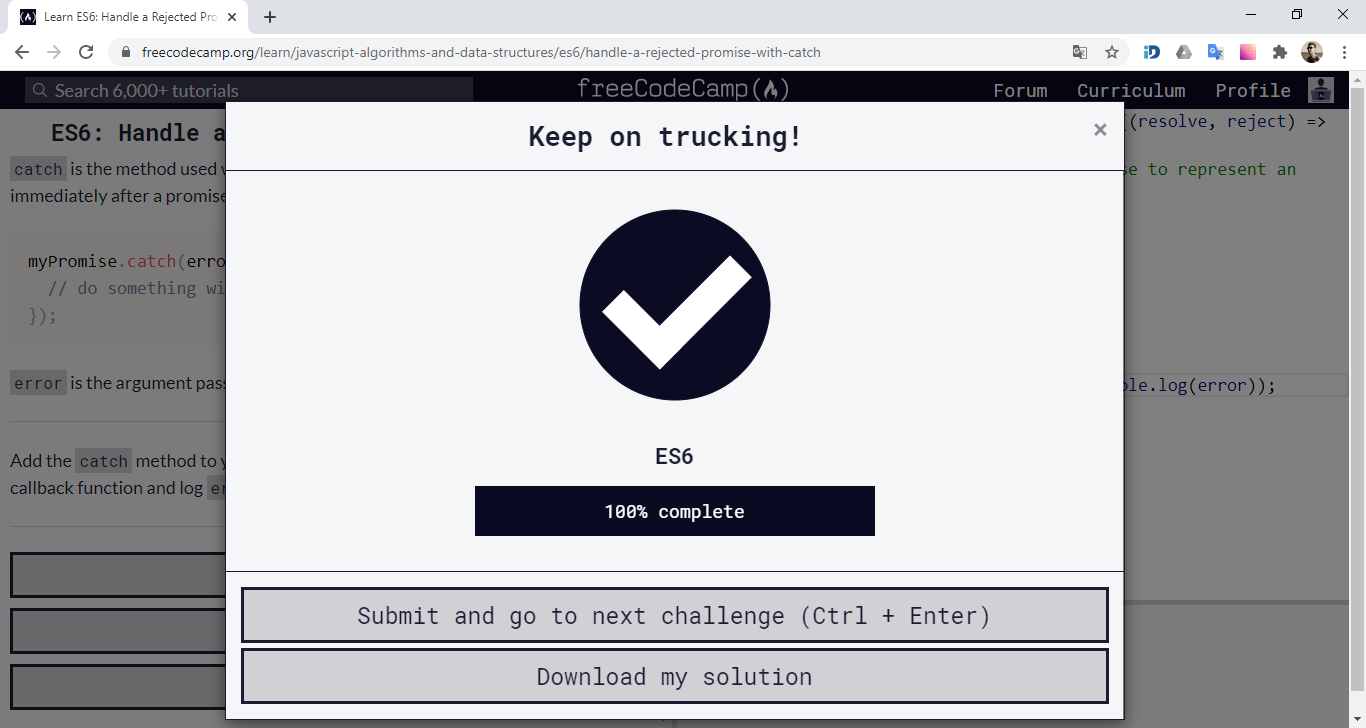 Learn ES6: Handle a Rejected Pro
freecodecamp.org/learn/javascript-algorithms-and-data-structures/es6/handle-a-rejected-promise-with-catch
Search 6,000+ tutorials
freeCodeCamp
Forum Curriculum Profile
ES6: Handle a
catch is the method used
immediately after a promise
myPromise.catch(erro
// do something wi
});
error is the argument pas
Add the catch method to
callback function and log
((resolve, reject) =>
to represent an
.log(error));
Keep on trucking!
×
ES6
100% complete
Submit and go to next challenge (Ctrl + Enter)
Download my solution